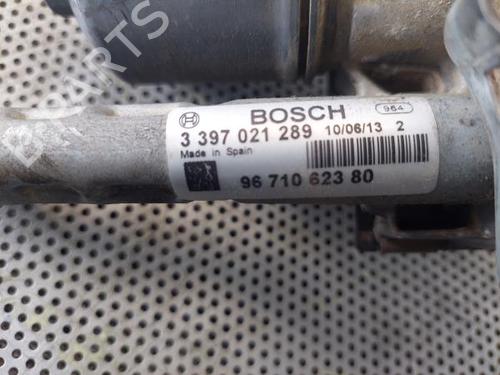 B-PARTS
BOSCH 964
3 397 021 289 10/06/13 2
Made in Spain
96 710 623 80